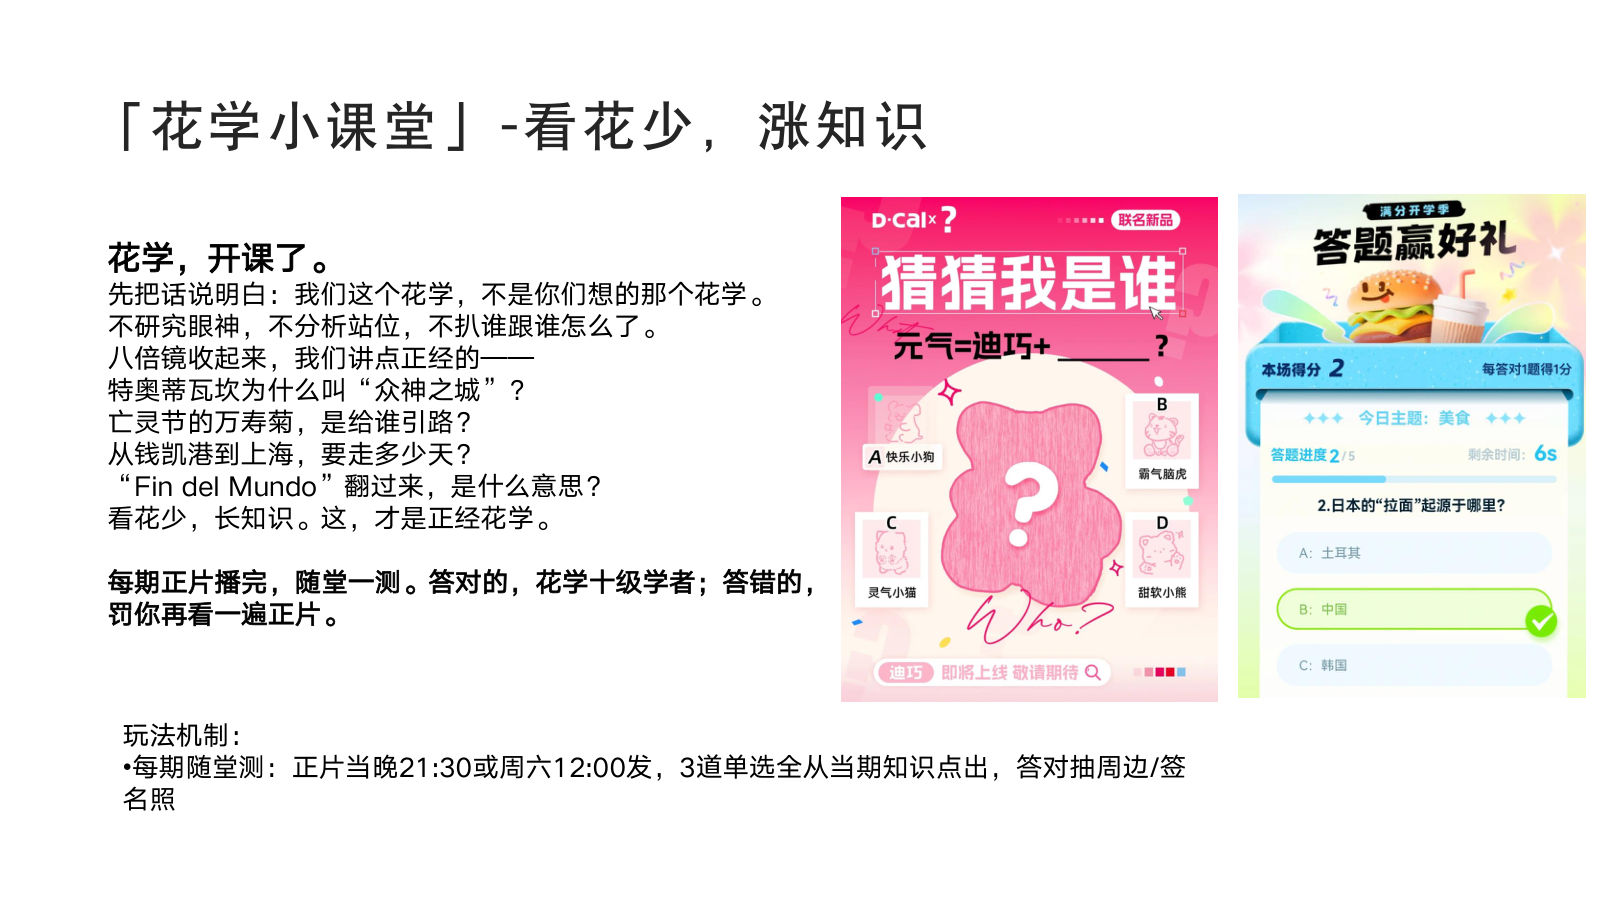 「花学小课堂」-看花少，涨知识
花学，开课了。
先把话说明白：我们这个花学，不是你们想的那个花学。
不研究眼神，不分析站位，不扒谁跟谁怎么了。
八倍镜收起来，我们讲点正经的——
特奥蒂瓦坎为什么叫“众神之城”？
亡灵节的万寿菊，是给谁引路？
从钱凯港到上海，要走多少天？
“Fin del Mundo”翻过来，是什么意思？
看花少，长知识。这，才是正经花学。
每期正片播完，随堂一测。答对的，花学十级学者；答错的，
罚你再看一遍正片。
D·Cal x ?
联名新品
猜猜我是谁
What
元气=迪巧+ ______?
A 快乐小狗
B
霸气脑虎
C
灵气小猫
D
甜软小熊
?
Who?
迪巧 即将上线 敬请期待
满分开学季
答题赢好礼
本场得分 2
每答对1题得1分
今日主题：美食
答题进度 2/5
剩余时间：6s
2.日本的“拉面”起源于哪里？
A：土耳其
B：中国
C：韩国
玩法机制：
•每期随堂测：正片当晚21:30或周六12:00发，3道单选全从当期知识点出，答对抽周边/签
名照